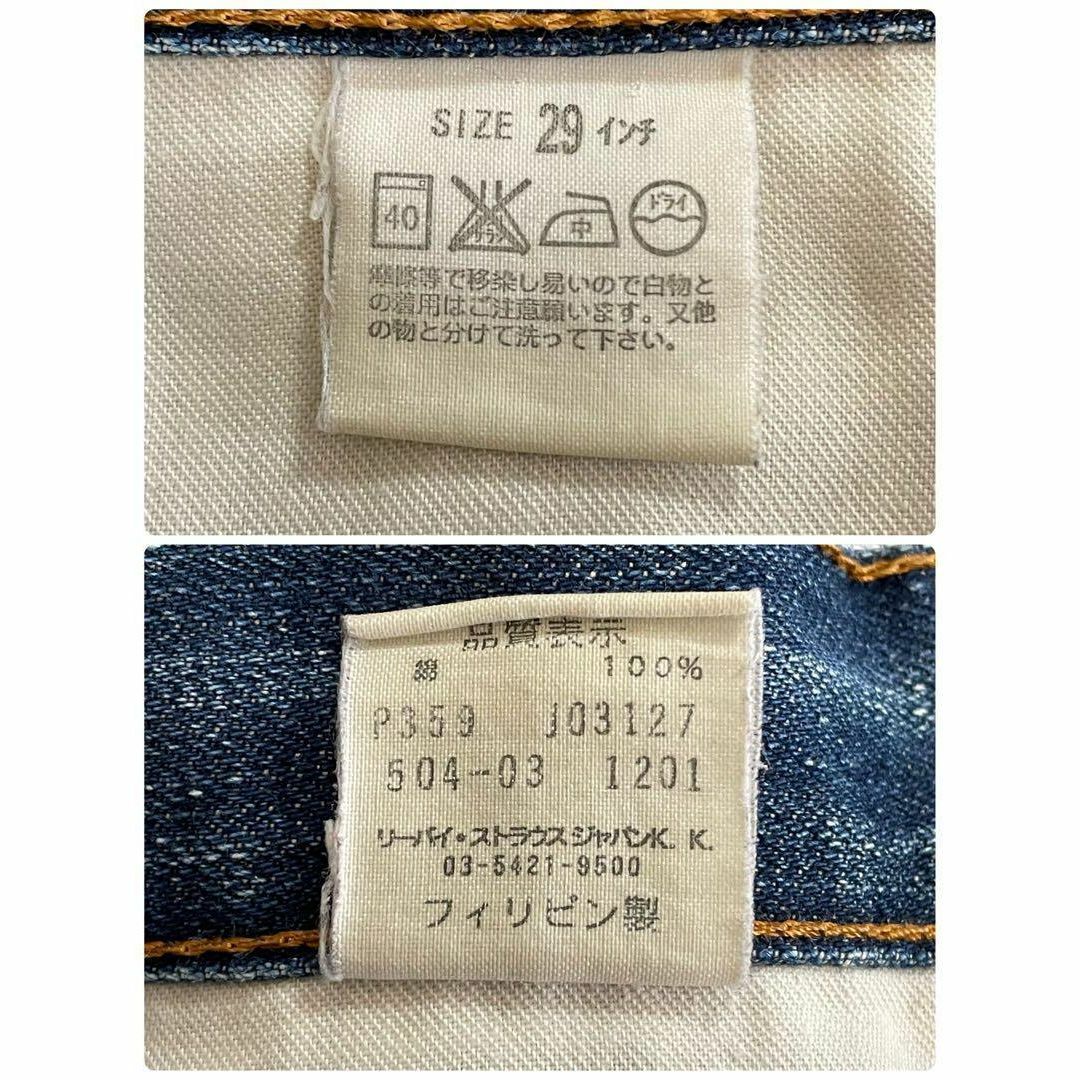 SIZE 29 インチ
40 サラシ 中 ドライ
摩擦等で移染し易いので白物と
の着用はご注意願います。又他
の物と分けて洗って下さい。
品質表示
綿 100%
P359 J03127
504-03 1201
リーバイ・ストラウス ジャパンK. K.
03-5421-9500
フィリピン製